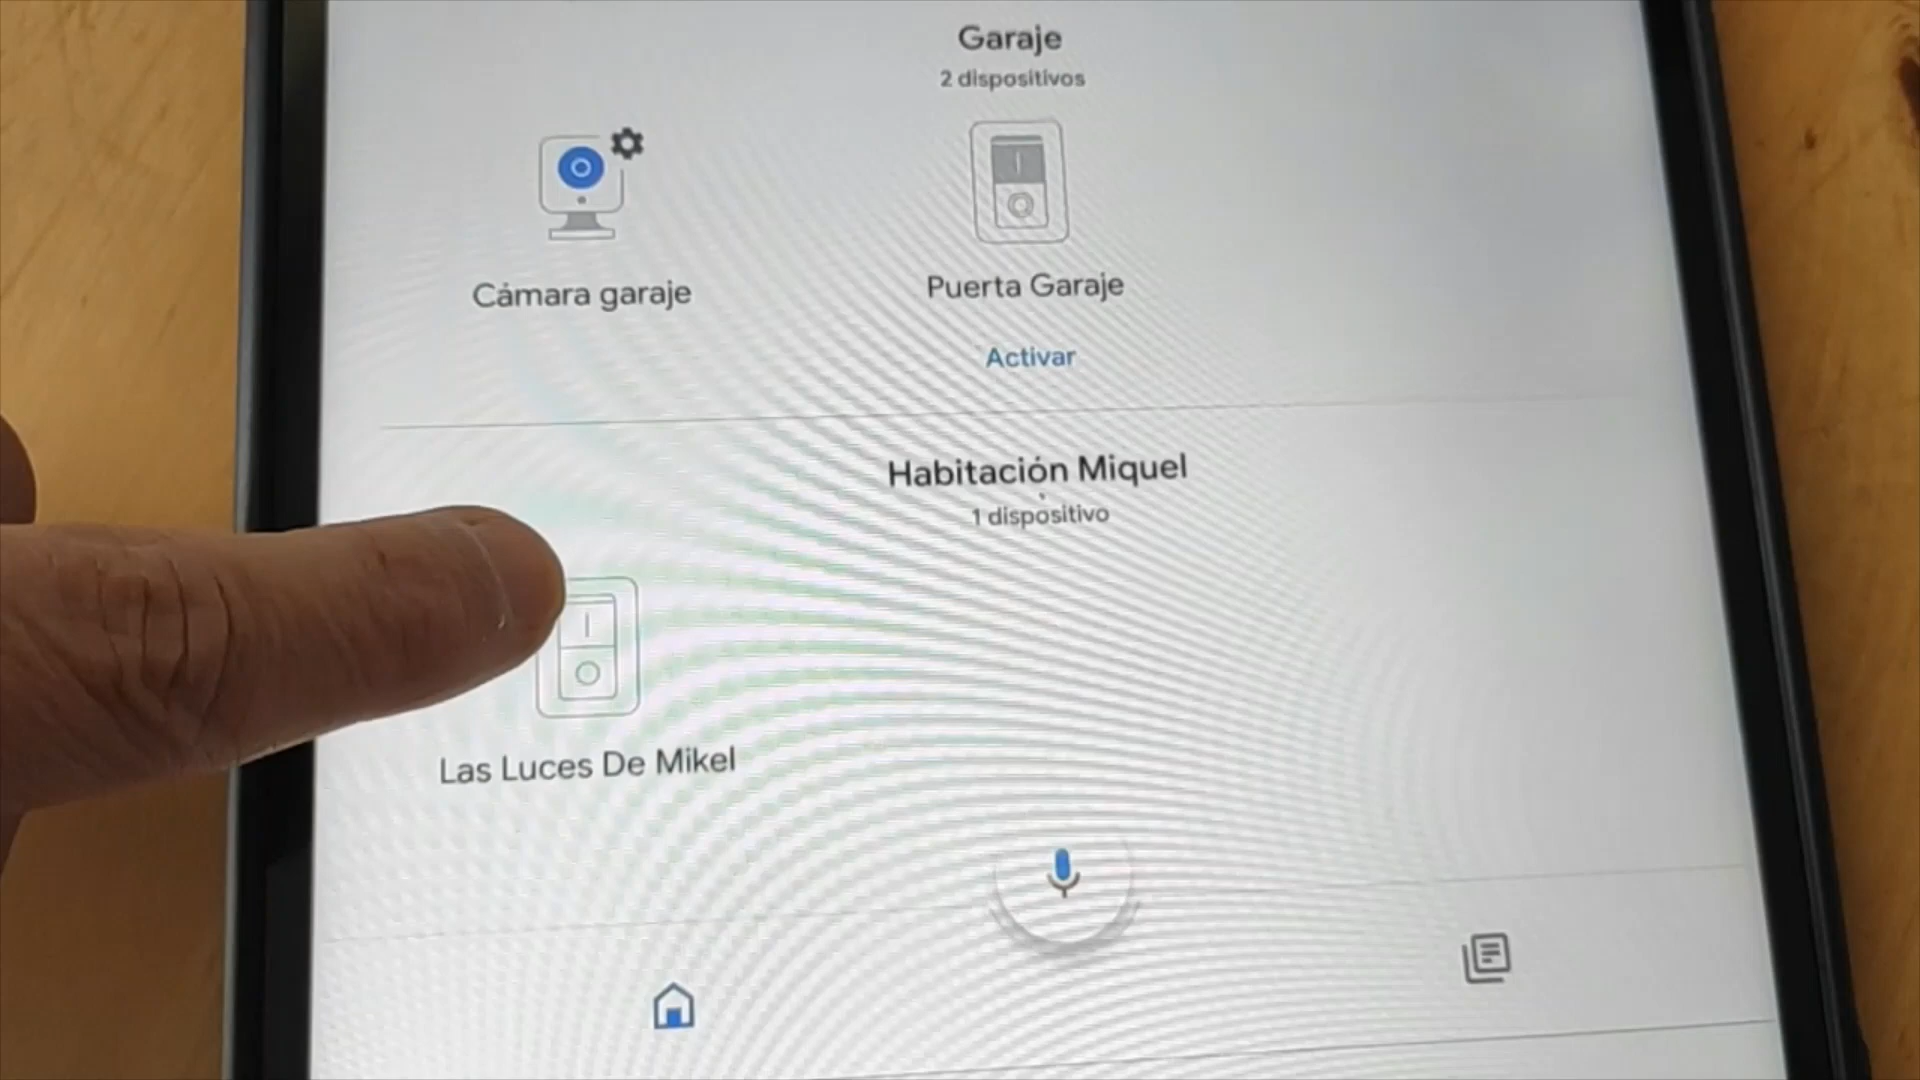 Garaje
2 dispositivos
Cámara garaje
Puerta Garaje
Activar
Habitación Miquel
1 dispositivo
Las Luces De Mikel